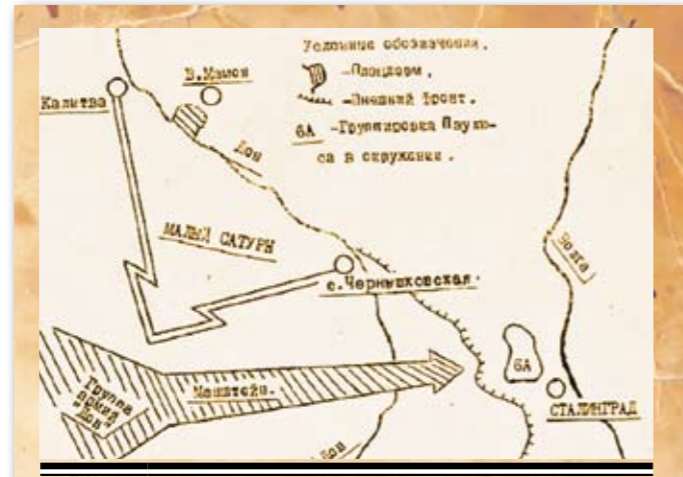 Условные обозначения.
-Плацдарм.
-Внешний фронт.
6А -Группировка Паулю-
са в окружении.
В.Мамон
Калитва
Дон
МАЛЫЙ САТУРН
с.Чернышковская.
Волга
6А
СТАЛИНГРАД
Группа
армий
"Дон"
Манштейн.
Дон